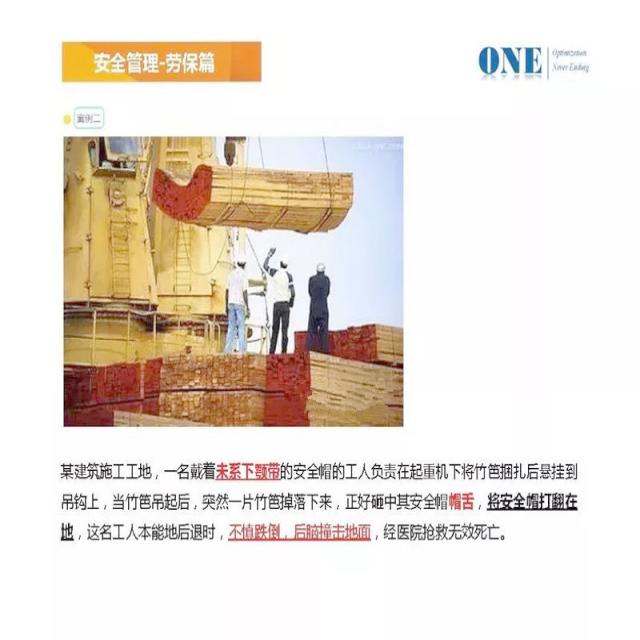 安全管理-劳保篇
ONE
Optimization
Never Ending
案例二
某建筑施工工地，一名戴着未系下颚带的安全帽的工人负责在起重机下将竹笆捆扎后悬挂到
吊钩上，当竹笆吊起后，突然一片竹笆掉落下来，正好砸中其安全帽帽舌，将安全帽打翻在
地，这名工人本能地后退时，不慎跌倒，后脑撞击地面，经医院抢救无效死亡。